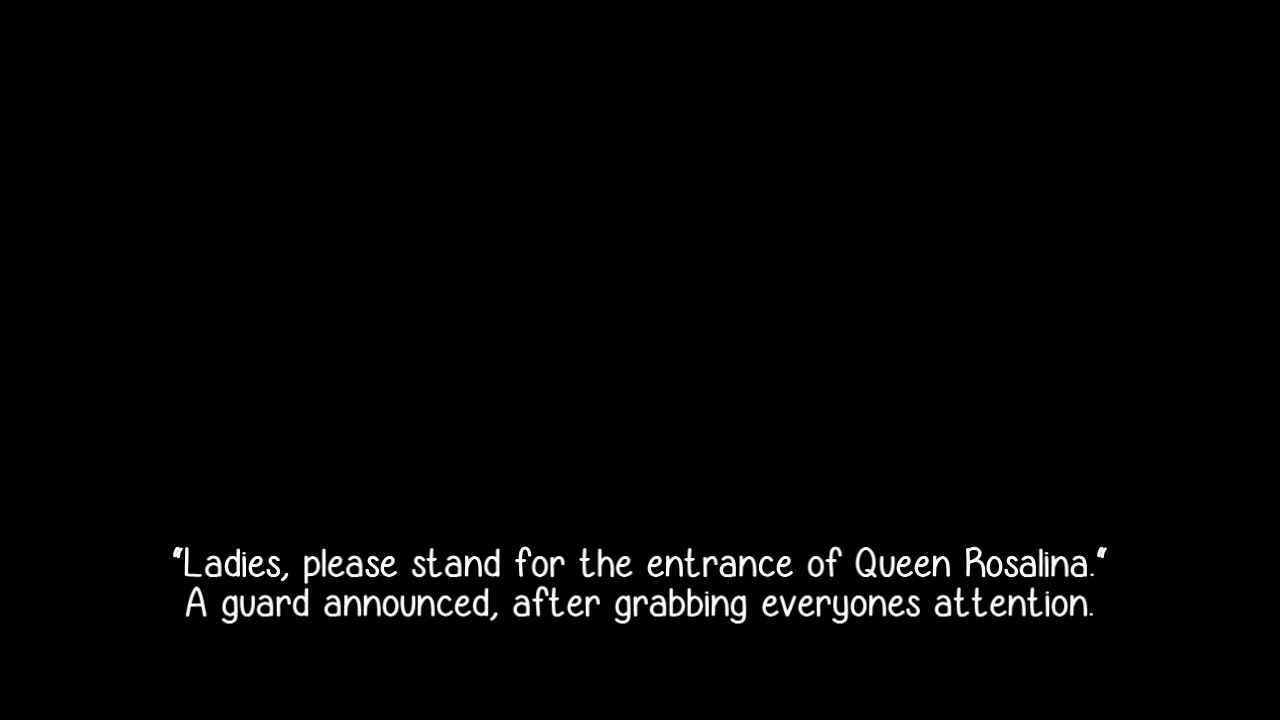 “Ladies, please stand for the entrance of Queen Rosalina.“
A guard announced, after grabbing everyones attention.